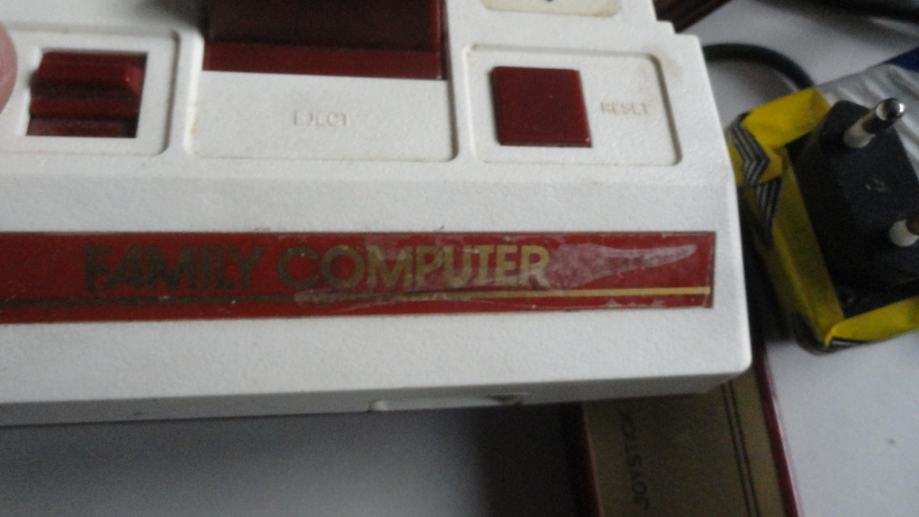 EJECT
RESET
FAMILY COMPUTER
JOYSTICK